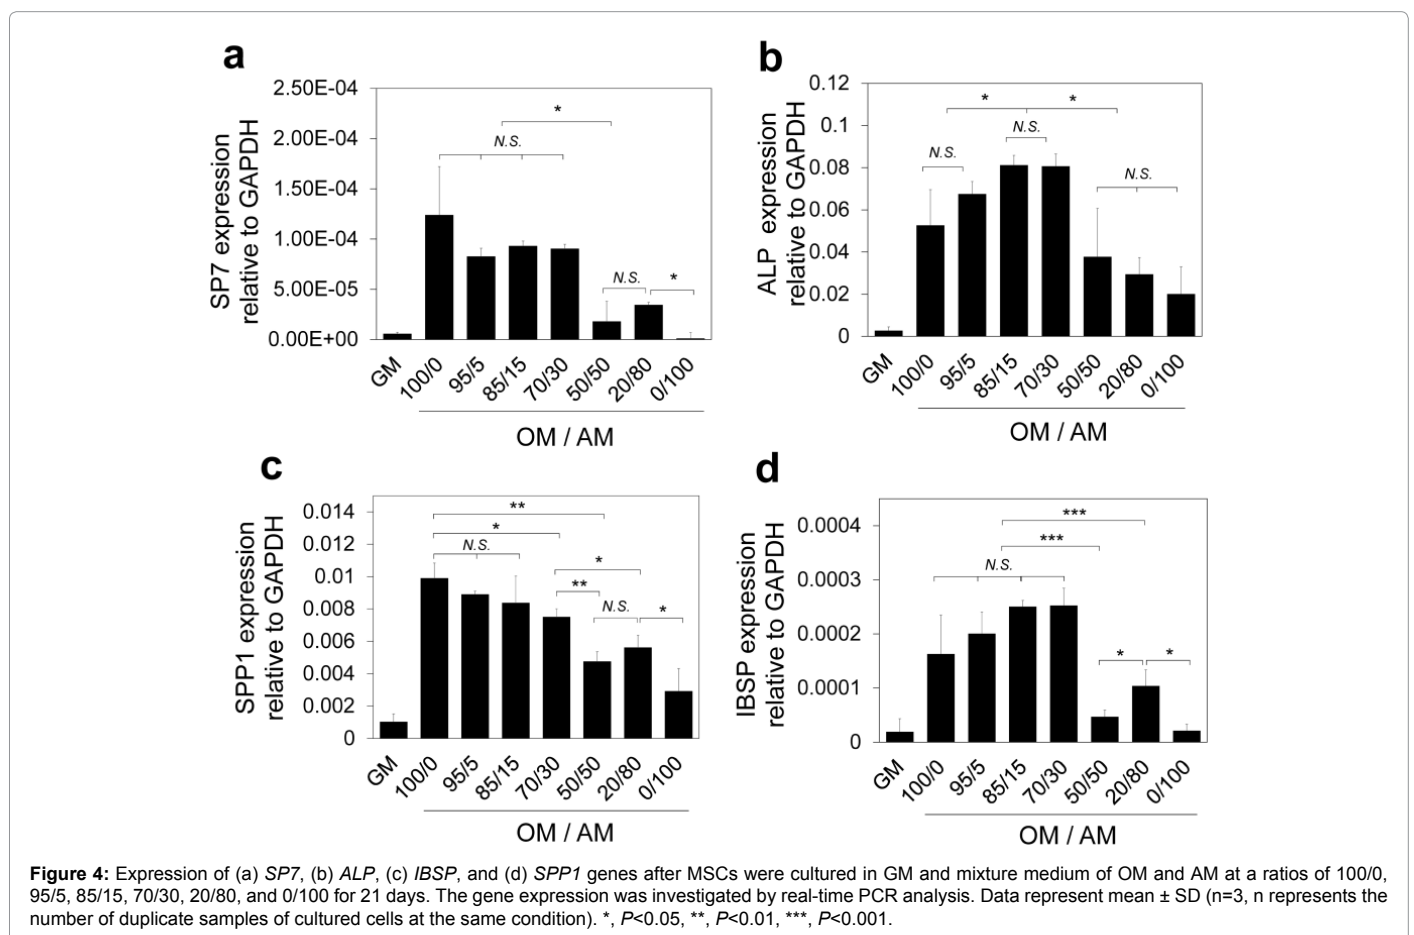 a
SP7 expression
relative to GAPDH
2.50E-04
2.00E-04
1.50E-04
1.00E-04
5.00E-05
0.00E+00
*
N.S.
N.S.
*
GM
100/0
95/5
85/15
70/30
50/50
20/80
0/100
OM / AM
b
ALP expression
relative to GAPDH
0.12
0.1
0.08
0.06
0.04
0.02
0
*
*
N.S.
N.S.
N.S.
GM
100/0
95/5
85/15
70/30
50/50
20/80
0/100
OM / AM
c
SPP1 expression
relative to GAPDH
0.014
0.012
0.01
0.008
0.006
0.004
0.002
0
**
*
N.S.
*
**
N.S.
*
GM
100/0
95/5
85/15
70/30
50/50
20/80
0/100
OM / AM
d
IBSP expression
relative to GAPDH
0.0004
0.0003
0.0002
0.0001
0
***
***
N.S.
*
*
GM
100/0
95/5
85/15
70/30
50/50
20/80
0/100
OM / AM
Figure 4: Expression of (a) SP7, (b) ALP, (c) IBSP, and (d) SPP1 genes after MSCs were cultured in GM and mixture medium of OM and AM at a ratios of 100/0,
95/5, 85/15, 70/30, 20/80, and 0/100 for 21 days. The gene expression was investigated by real-time PCR analysis. Data represent mean ± SD (n=3, n represents the
number of duplicate samples of cultured cells at the same condition). *, P<0.05, **, P<0.01, ***, P<0.001.